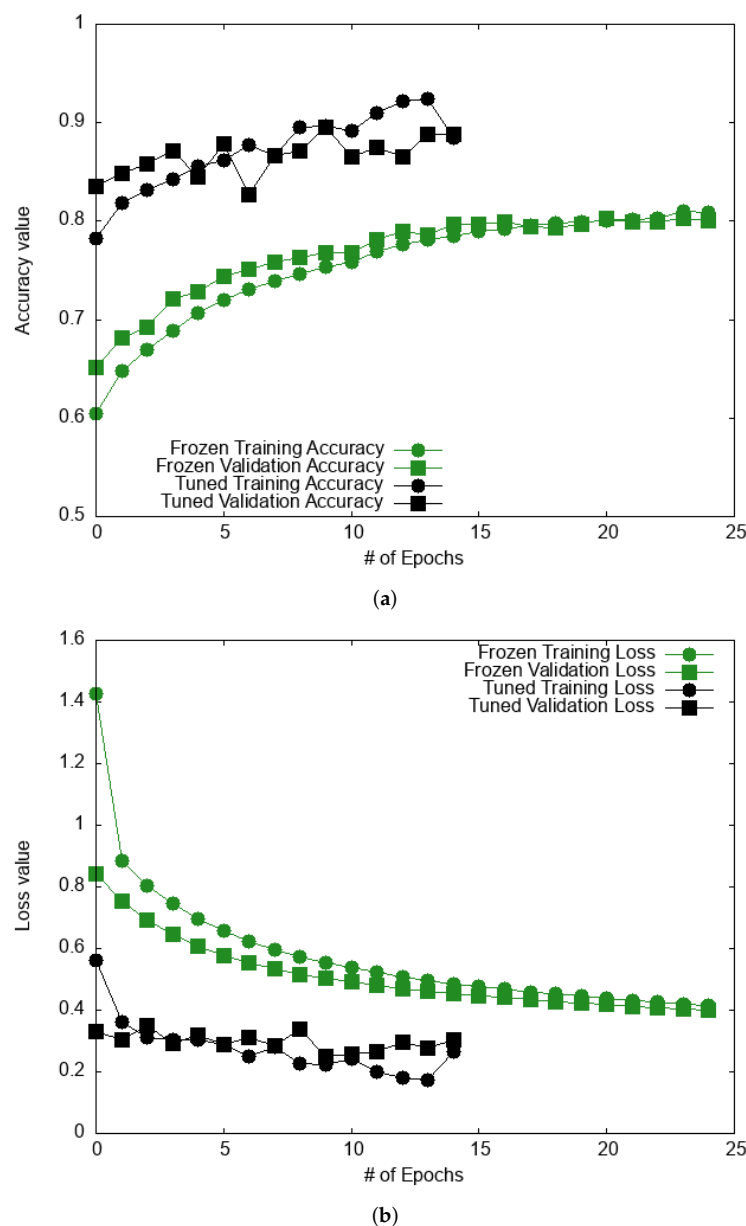 1
0.9
0.8
0.7
0.6
0.5
Accuracy value
Frozen Training Accuracy
Frozen Validation Accuracy
Tuned Training Accuracy
Tuned Validation Accuracy
0 5 10 15 20 25
# of Epochs
(a)
1.6
1.4
1.2
1
0.8
0.6
0.4
0.2
0
Loss value
Frozen Training Loss
Frozen Validation Loss
Tuned Training Loss
Tuned Validation Loss
0 5 10 15 20 25
# of Epochs
(b)